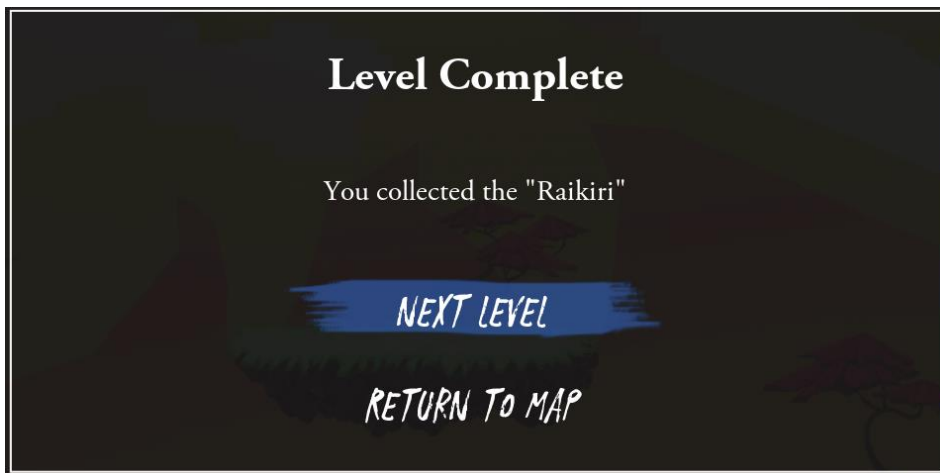 Level Complete
You collected the "Raikiri"
NEXT LEVEL
RETURN TO MAP